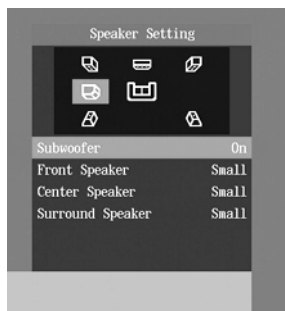 Speaker Setting
Subwoofer On
Front Speaker Small
Center Speaker Small
Surround Speaker Small